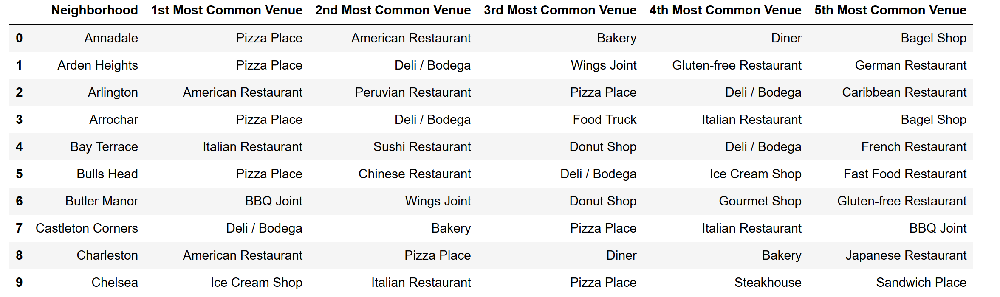 Neighborhood 1st Most Common Venue 2nd Most Common Venue 3rd Most Common Venue 4th Most Common Venue 5th Most Common Venue
0 Annadale Pizza Place American Restaurant Bakery Diner Bagel Shop
1 Arden Heights Pizza Place Deli / Bodega Wings Joint Gluten-free Restaurant German Restaurant
2 Arlington American Restaurant Peruvian Restaurant Pizza Place Deli / Bodega Caribbean Restaurant
3 Arrochar Pizza Place Deli / Bodega Food Truck Italian Restaurant Bagel Shop
4 Bay Terrace Italian Restaurant Sushi Restaurant Donut Shop Deli / Bodega French Restaurant
5 Bulls Head Pizza Place Chinese Restaurant Deli / Bodega Ice Cream Shop Fast Food Restaurant
6 Butler Manor BBQ Joint Wings Joint Donut Shop Gourmet Shop Gluten-free Restaurant
7 Castleton Corners Deli / Bodega Bakery Pizza Place Italian Restaurant BBQ Joint
8 Charleston American Restaurant Pizza Place Diner Bakery Japanese Restaurant
9 Chelsea Ice Cream Shop Italian Restaurant Pizza Place Steakhouse Sandwich Place